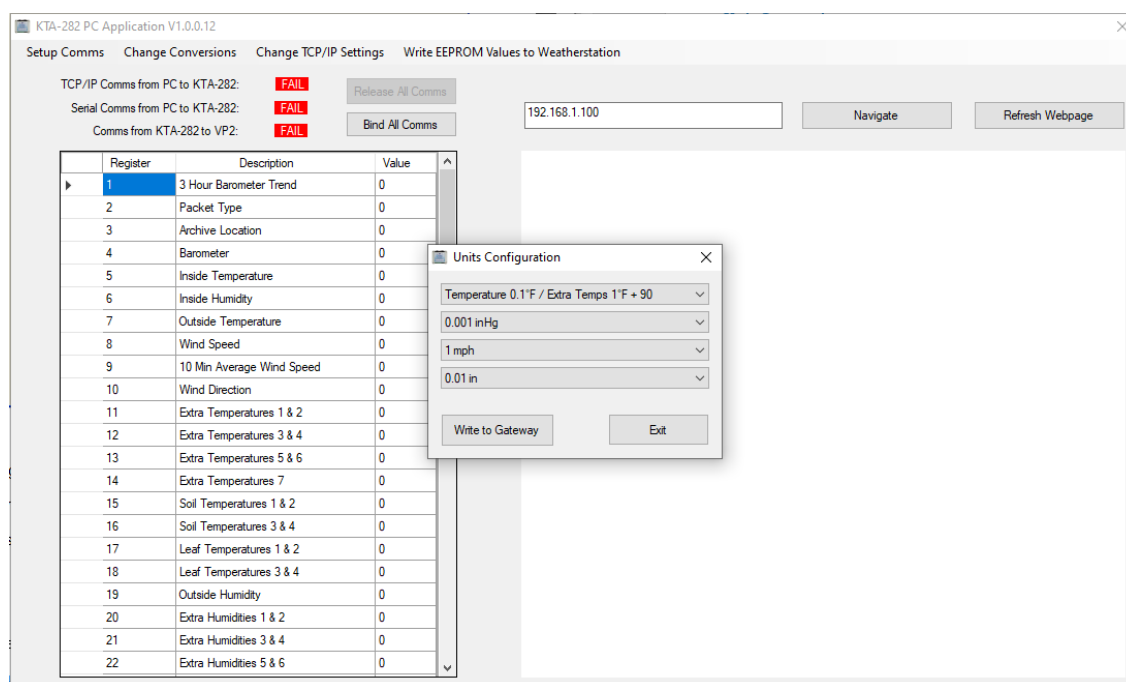 KTA-282 PC Application V1.0.0.12
Setup Comms Change Conversions Change TCP/IP Settings Write EEPROM Values to Weatherstation
TCP/IP Comms from PC to KTA-282: FAIL
Release All Comms
Serial Comms from PC to KTA-282: FAIL
Comms from KTA-282 to VP2: FAIL
Bind All Comms
192.168.1.100 Navigate Refresh Webpage
Register Description Value
1 3 Hour Barometer Trend 0
2 Packet Type 0
3 Archive Location 0
4 Barometer 0
5 Inside Temperature 0
6 Inside Humidity 0
7 Outside Temperature 0
8 Wind Speed 0
9 10 Min Average Wind Speed 0
10 Wind Direction 0
11 Extra Temperatures 1 & 2 0
12 Extra Temperatures 3 & 4 0
13 Extra Temperatures 5 & 6 0
14 Extra Temperatures 7 0
15 Soil Temperatures 1 & 2 0
16 Soil Temperatures 3 & 4 0
17 Leaf Temperatures 1 & 2 0
18 Leaf Temperatures 3 & 4 0
19 Outside Humidity 0
20 Extra Humidities 1 & 2 0
21 Extra Humidities 3 & 4 0
22 Extra Humidities 5 & 6 0
Units Configuration
Temperature 0.1°F / Extra Temps 1°F + 90
0.001 inHg
1 mph
0.01 in
Write to Gateway Exit